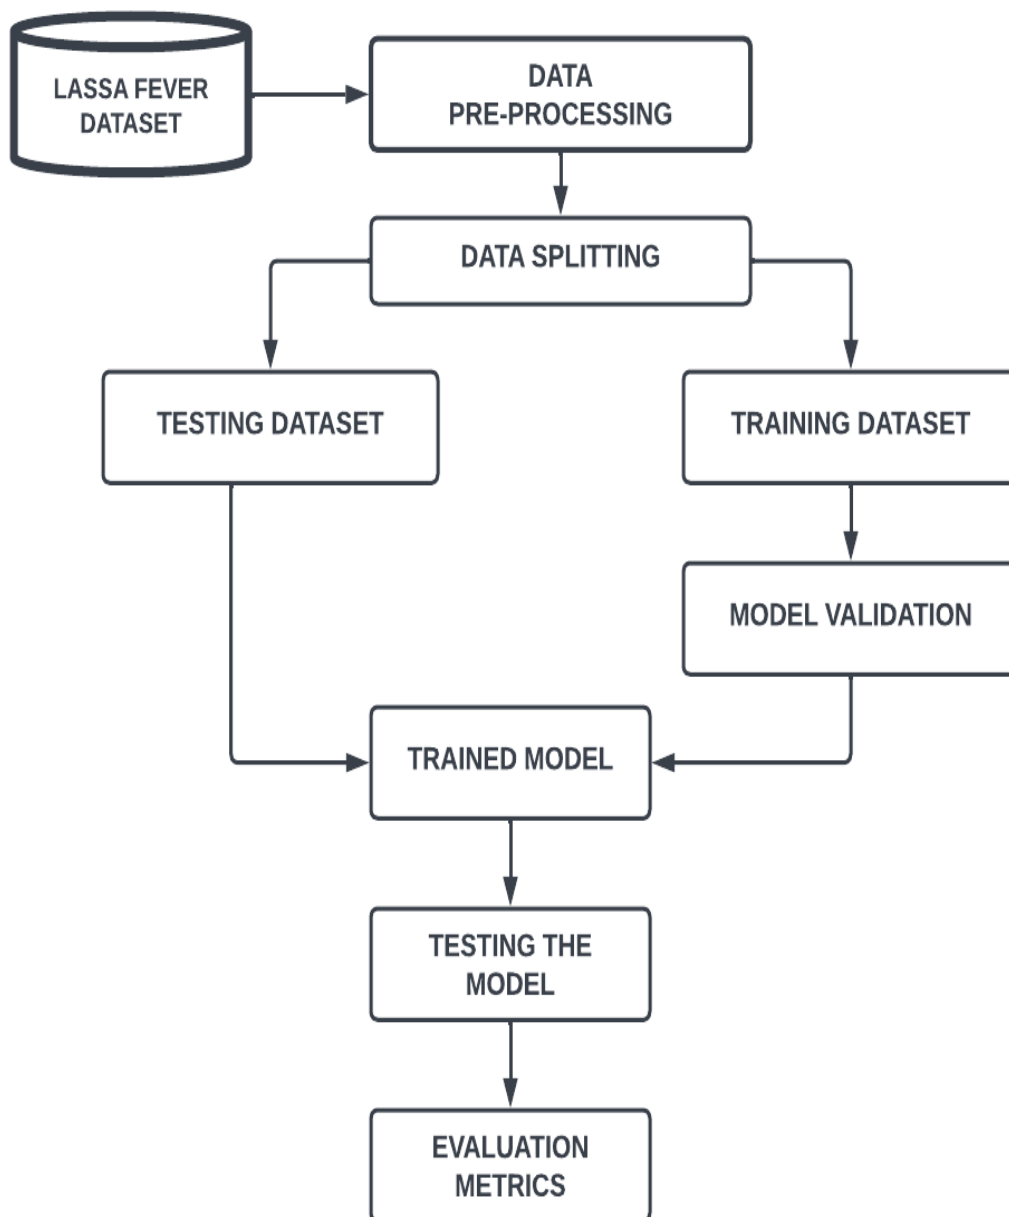 LASSA FEVER
DATASET
DATA
PRE-PROCESSING
DATA SPLITTING
TESTING DATASET
TRAINING DATASET
MODEL VALIDATION
TRAINED MODEL
TESTING THE
MODEL
EVALUATION
METRICS